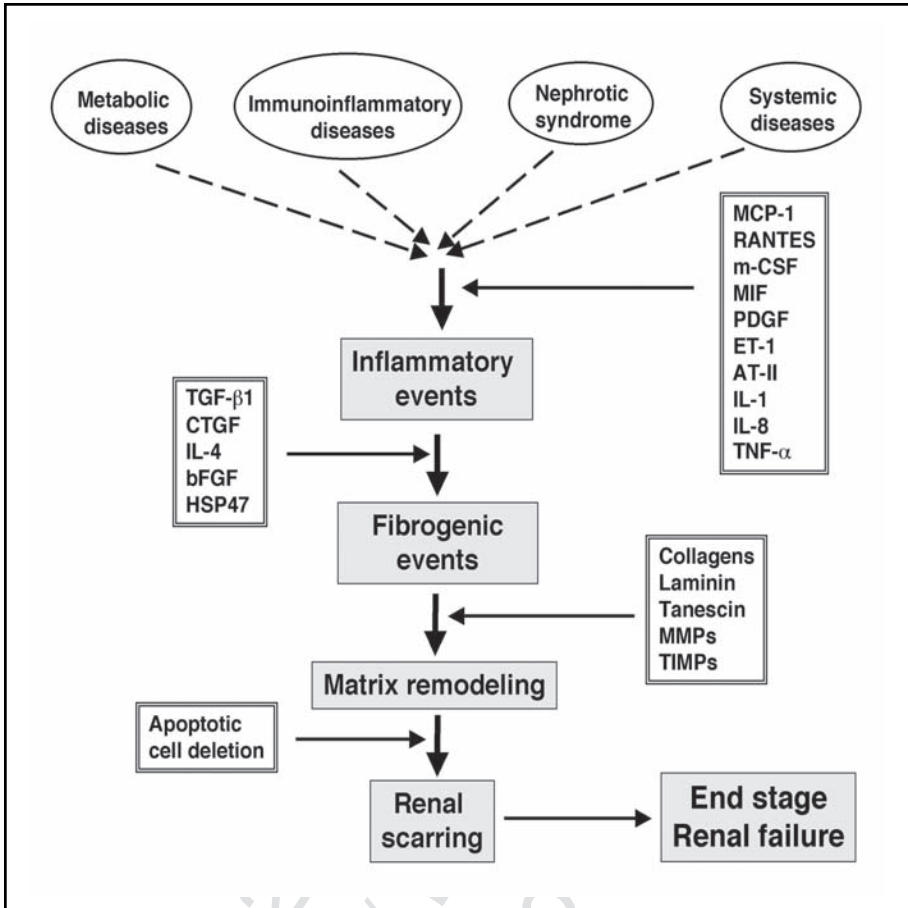 Metabolic
diseases
Immunoinflammatory
diseases
Nephrotic
syndrome
Systemic
diseases
MCP-1
RANTES
m-CSF
MIF
PDGF
ET-1
AT-II
IL-1
IL-8
TNF-α
Inflammatory
events
TGF-β1
CTGF
IL-4
bFGF
HSP47
Fibrogenic
events
Collagens
Laminin
Tanescin
MMPs
TIMPs
Matrix remodeling
Apoptotic
cell deletion
Renal
scarring
End stage
Renal failure